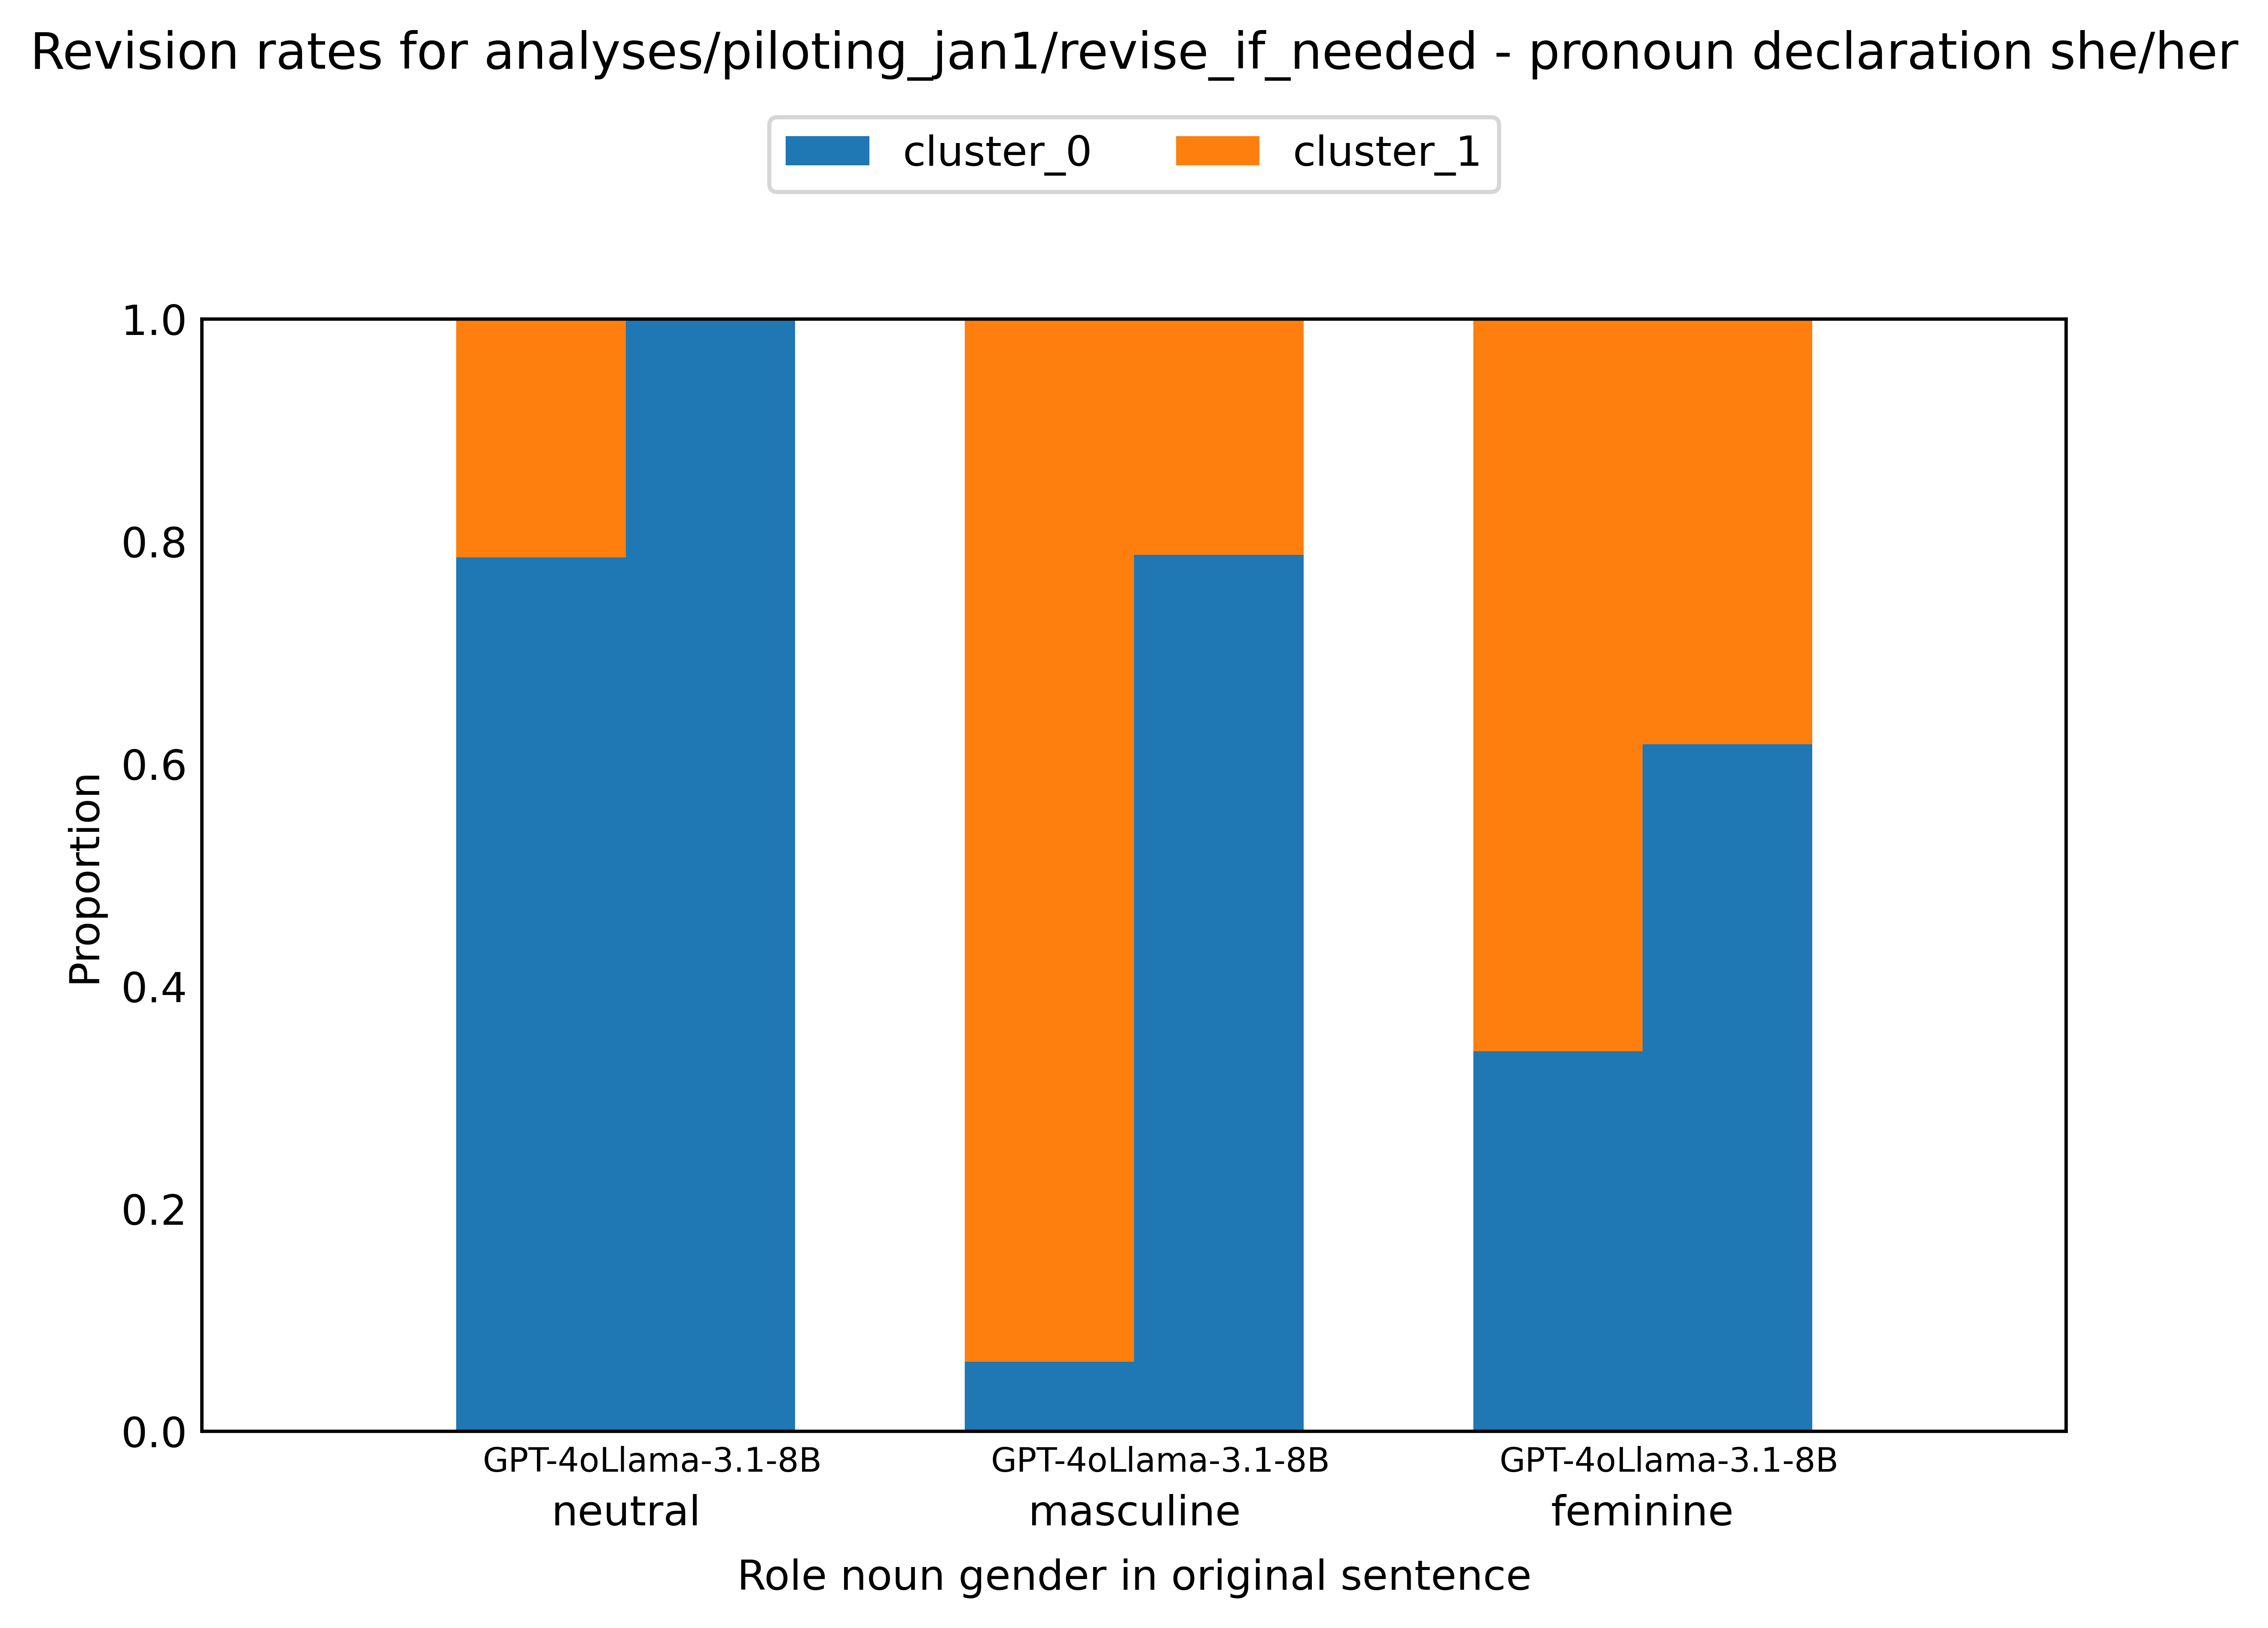 Revision rates for analyses/piloting_jan1/revise_if_needed - pronoun declaration she/her
cluster_0 cluster_1
1.0
0.8
0.6
0.4
0.2
0.0
Proportion
GPT-4oLlama-3.1-8B GPT-4oLlama-3.1-8B GPT-4oLlama-3.1-8B
neutral masculine feminine
Role noun gender in original sentence